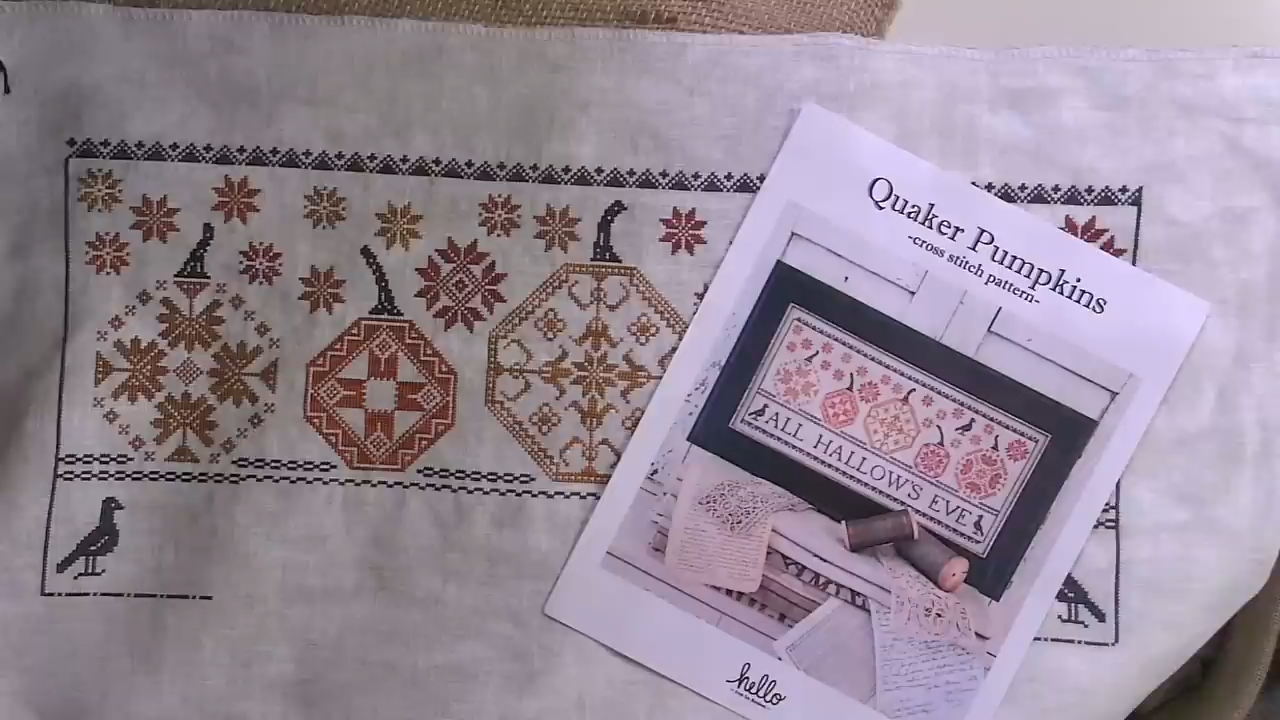 Quaker Pumpkins
-cross stitch pattern-
ALL HALLOW'S EVE
hello